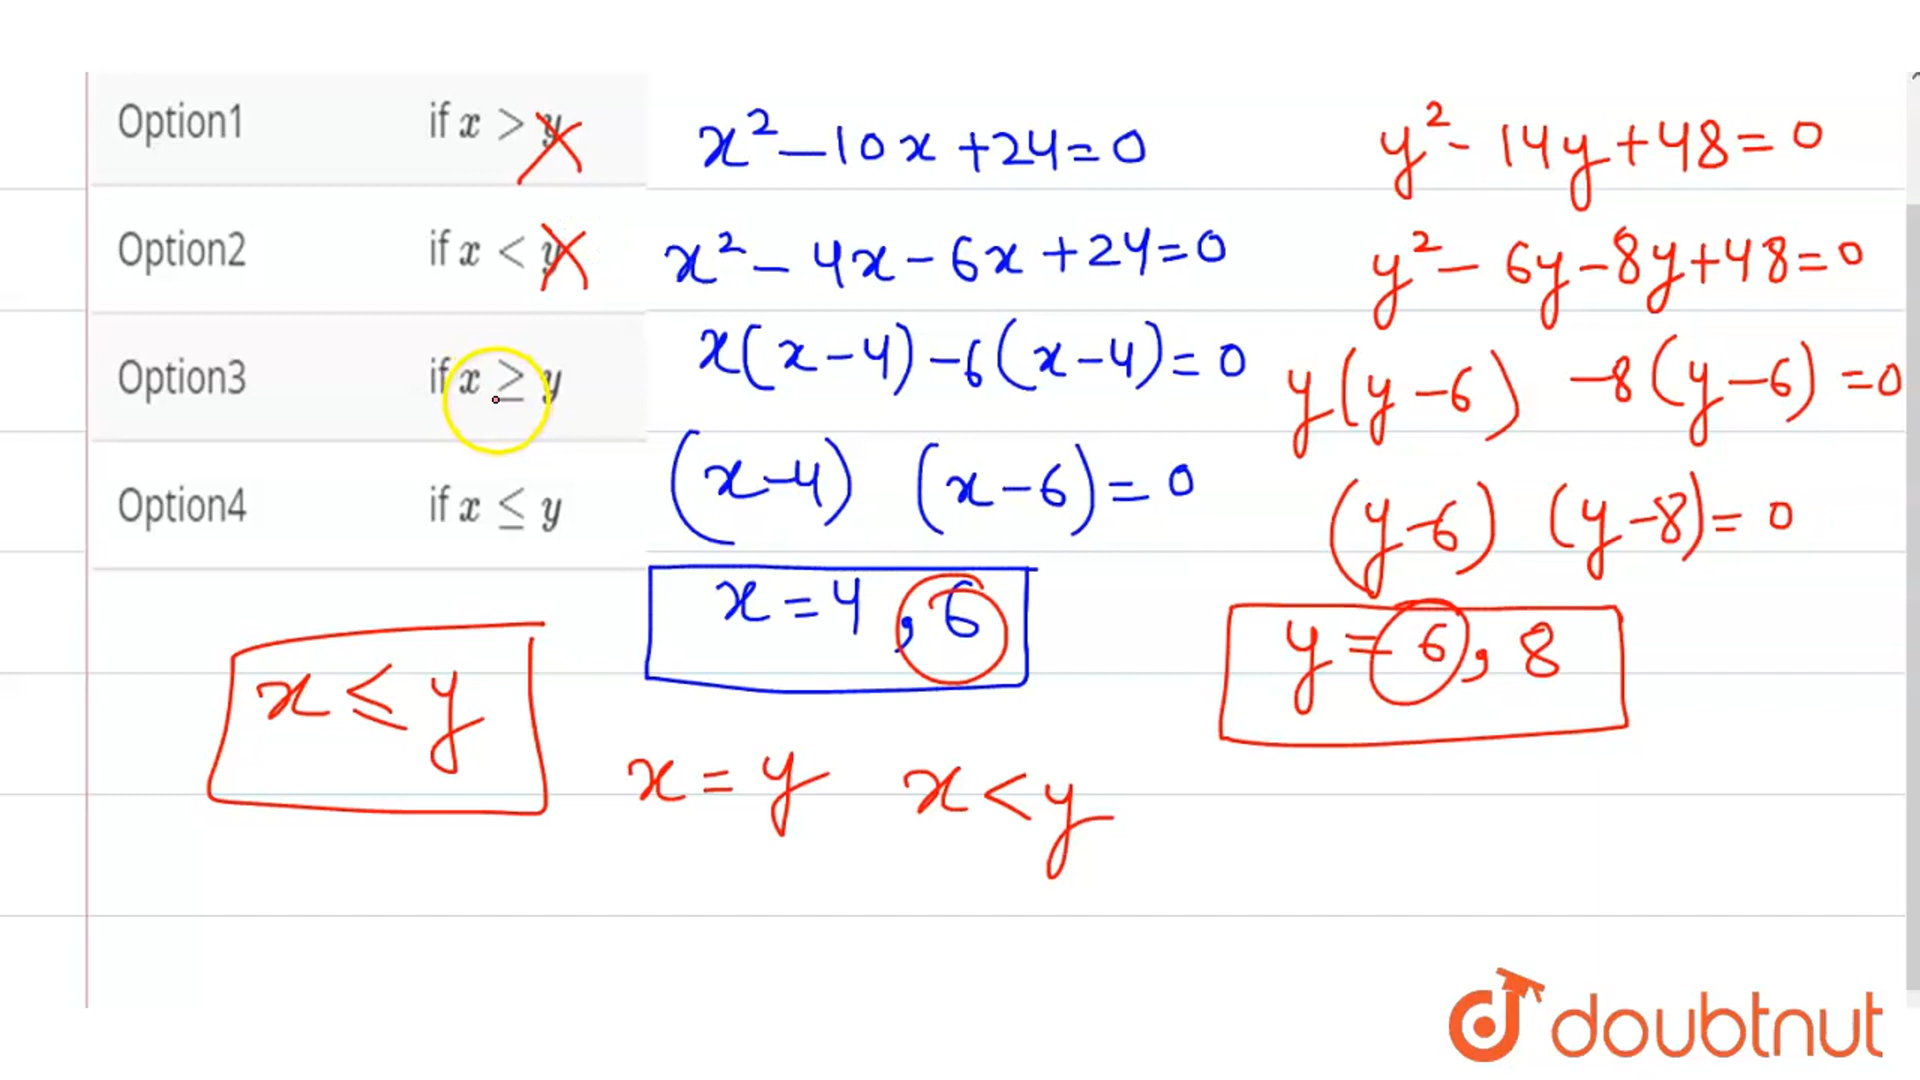 Option1 if x > y
Option2 if x < y
Option3 if x ≥ y
Option4 if x ≤ y
x² – 10x + 24 = 0
x² – 4x – 6x + 24 = 0
x(x – 4) – 6(x – 4) = 0
(x – 4) (x – 6) = 0
x = 4, 6
y² - 14y + 48 = 0
y² – 6y – 8y + 48 = 0
y(y – 6) – 8(y – 6) = 0
(y – 6) (y – 8) = 0
y = 6, 8
x ≤ y
x = y x < y
doubtnut